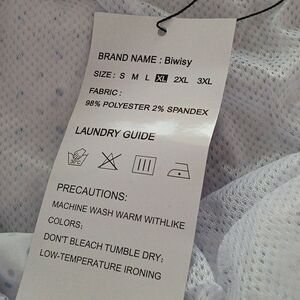 BRAND NAME : Biwisy
SIZE : S M L XL 2XL 3XL
FABRIC :
98% POLYESTER 2% SPANDEX
LAUNDRY GUIDE
PRECAUTIONS:
MACHINE WASH WARM WITHLIKE
COLORS;
DON'T BLEACH TUMBLE DRY;
LOW-TEMPERATURE IRONING